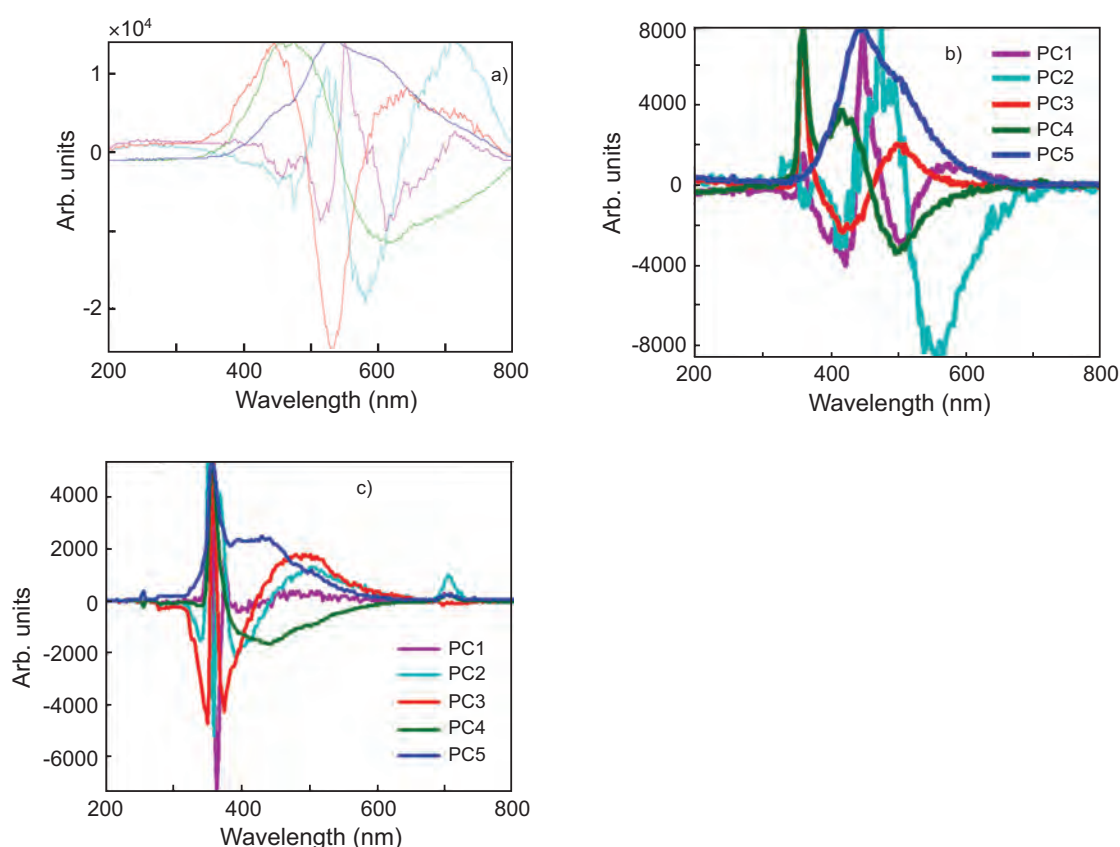 ×10⁴
a)
1
0
-2
Arb. units
200
400
600
800
Wavelength (nm)
b)
8000
4000
0
-4000
-8000
Arb. units
PC1
PC2
PC3
PC4
PC5
200
400
600
800
Wavelength (nm)
c)
4000
2000
0
-2000
-4000
-6000
Arb. units
PC1
PC2
PC3
PC4
PC5
200
400
600
800
Wavelength (nm)